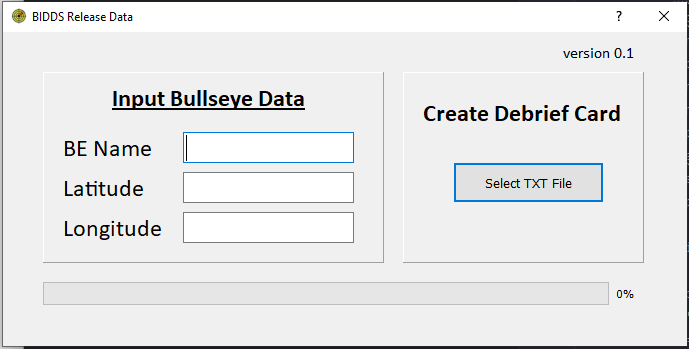 BIDDS Release Data
?
version 0.1
Input Bullseye Data
BE Name
Latitude
Longitude
Create Debrief Card
Select TXT File
0%